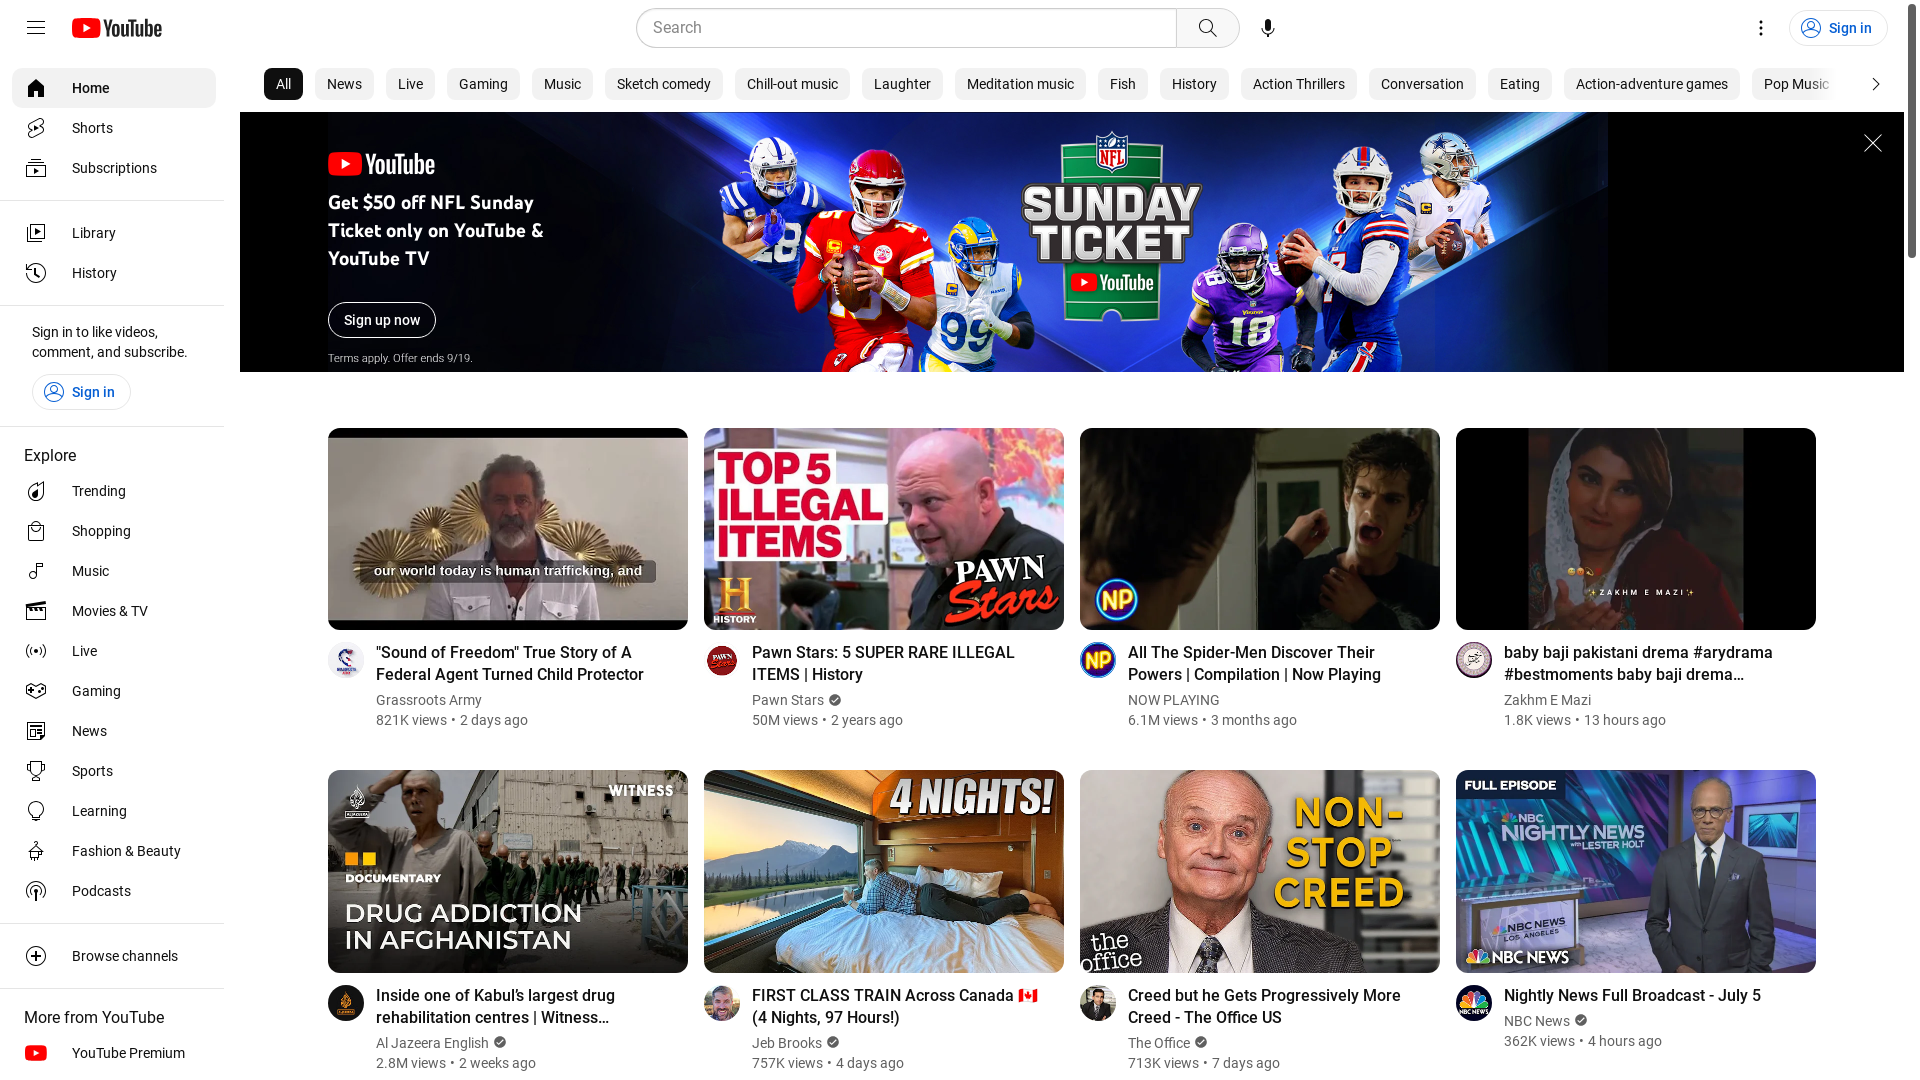 YouTube
Search
Sign in
Home
Shorts
Subscriptions
Library
History
Sign in to like videos,
comment, and subscribe.
Sign in
Explore
Trending
Shopping
Music
Movies & TV
Live
Gaming
News
Sports
Learning
Fashion & Beauty
Podcasts
Browse channels
More from YouTube
YouTube Premium
All
News
Live
Gaming
Music
Sketch comedy
Chill-out music
Laughter
Meditation music
Fish
History
Action Thrillers
Conversation
Eating
Action-adventure games
Pop Music
YouTube
Get $50 off NFL Sunday
Ticket only on YouTube &
YouTube TV
Sign up now
Terms apply. Offer ends 9/19.
NFL
SUNDAY
TICKET
YouTube
28
15
99
18
Vikings
17
our world today is human trafficking, and
"Sound of Freedom" True Story of A
Federal Agent Turned Child Protector
Grassroots Army
821K views • 2 days ago
TOP 5
ILLEGAL
ITEMS
H
HISTORY
PAWN
Stars
Pawn Stars: 5 SUPER RARE ILLEGAL
ITEMS | History
Pawn Stars
50M views • 2 years ago
NP
NP
All The Spider-Men Discover Their
Powers | Compilation | Now Playing
NOW PLAYING
6.1M views • 3 months ago
ZAKHM E MAZI
baby baji pakistani drema #arydrama
#bestmoments baby baji drema…
Zakhm E Mazi
1.8K views • 13 hours ago
ALJAZEERA
WITNESS
DOCUMENTARY
DRUG ADDICTION
IN AFGHANISTAN
Inside one of Kabul’s largest drug
rehabilitation centres | Witness…
Al Jazeera English
2.8M views • 2 weeks ago
4 NIGHTS!
FIRST CLASS TRAIN Across Canada 🇨🇦
(4 Nights, 97 Hours!)
Jeb Brooks
757K views • 4 days ago
NON-
STOP
CREED
the
office
Creed but he Gets Progressively More
Creed - The Office US
The Office
713K views • 7 days ago
FULL EPISODE
NBC
NIGHTLY NEWS
WITH LESTER HOLT
NBC NEWS
LOS ANGELES
NBC NEWS
NBC NEWS
Nightly News Full Broadcast - July 5
NBC News
362K views • 4 hours ago